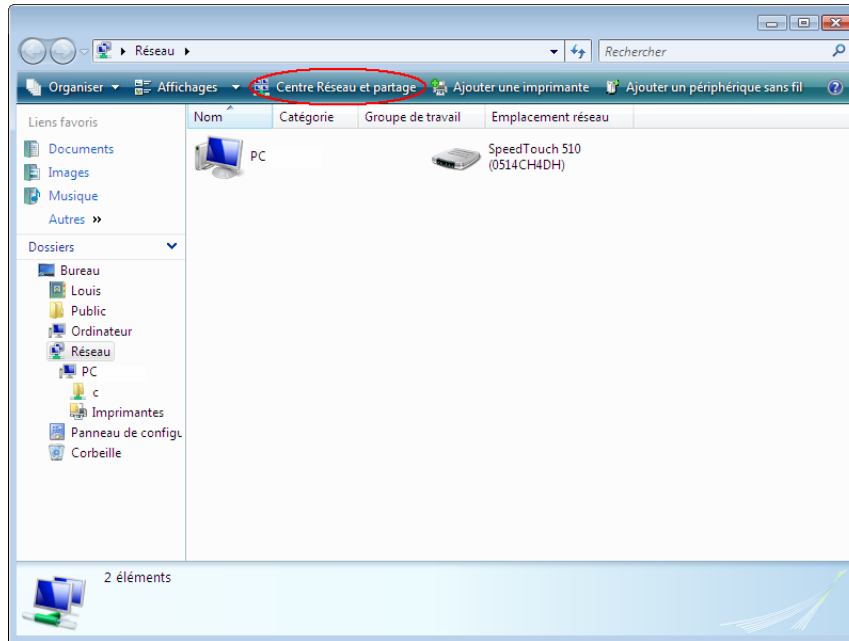 Réseau
Rechercher
Organiser Affichages Centre Réseau et partage Ajouter une imprimante Ajouter un périphérique sans fil ?
Liens favoris
Documents
Images
Musique
Autres »
Dossiers
Bureau
Louis
Public
Ordinateur
Réseau
PC
c
Imprimantes
Panneau de configu
Corbeille
Nom Catégorie Groupe de travail Emplacement réseau
PC
SpeedTouch 510
(0514CH4DH)
2 éléments